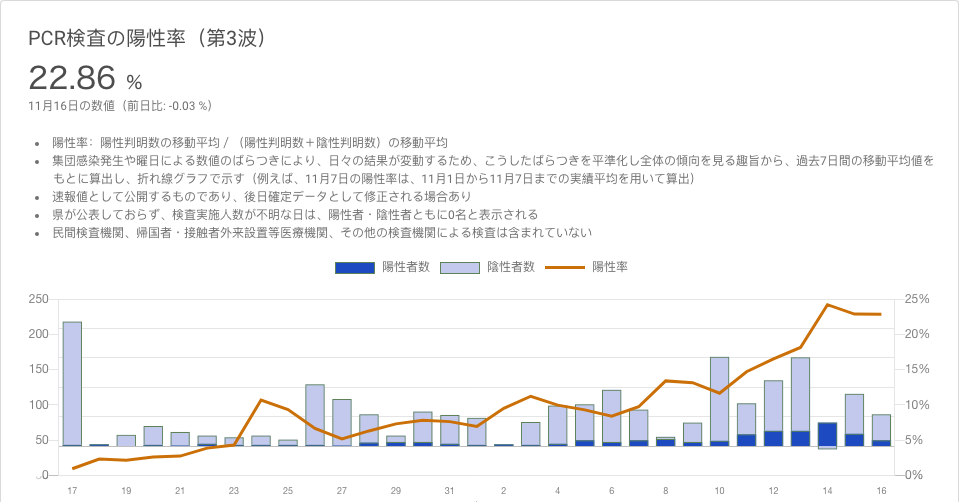 PCR検査の陽性率（第3波）
22.86 %
11月16日の数値（前日比: -0.03 %）
• 陽性率：陽性判明数の移動平均 / （陽性判明数＋陰性判明数）の移動平均
• 集団感染発生や曜日による数値のばらつきにより、日々の結果が変動するため、こうしたばらつきを平準化し全体の傾向を見る趣旨から、過去7日間の移動平均値を
もとに算出し、折れ線グラフで示す（例えば、11月7日の陽性率は、11月1日から11月7日までの実績平均を用いて算出）
• 速報値として公開するものであり、後日確定データとして修正される場合あり
• 県が公表しておらず、検査実施人数が不明な日は、陽性者・陰性者ともに0名と表示される
• 民間検査機関、帰国者・接触者外来設置等医療機関、その他の検査機関による検査は含まれていない
陽性者数 陰性者数 陽性率
250 25%
200 20%
150 15%
100 10%
50 5%
0 0%
17 19 21 23 25 27 29 31 2 4 6 8 10 12 14 16